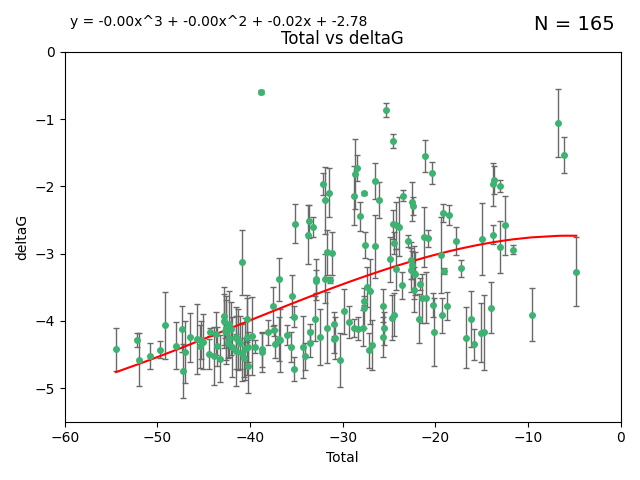 y = -0.00x^3 + -0.00x^2 + -0.02x + -2.78
N = 165
Total vs deltaG
deltaG
0
−1
−2
−3
−4
−5
−60 −50 −40 −30 −20 −10 0
Total